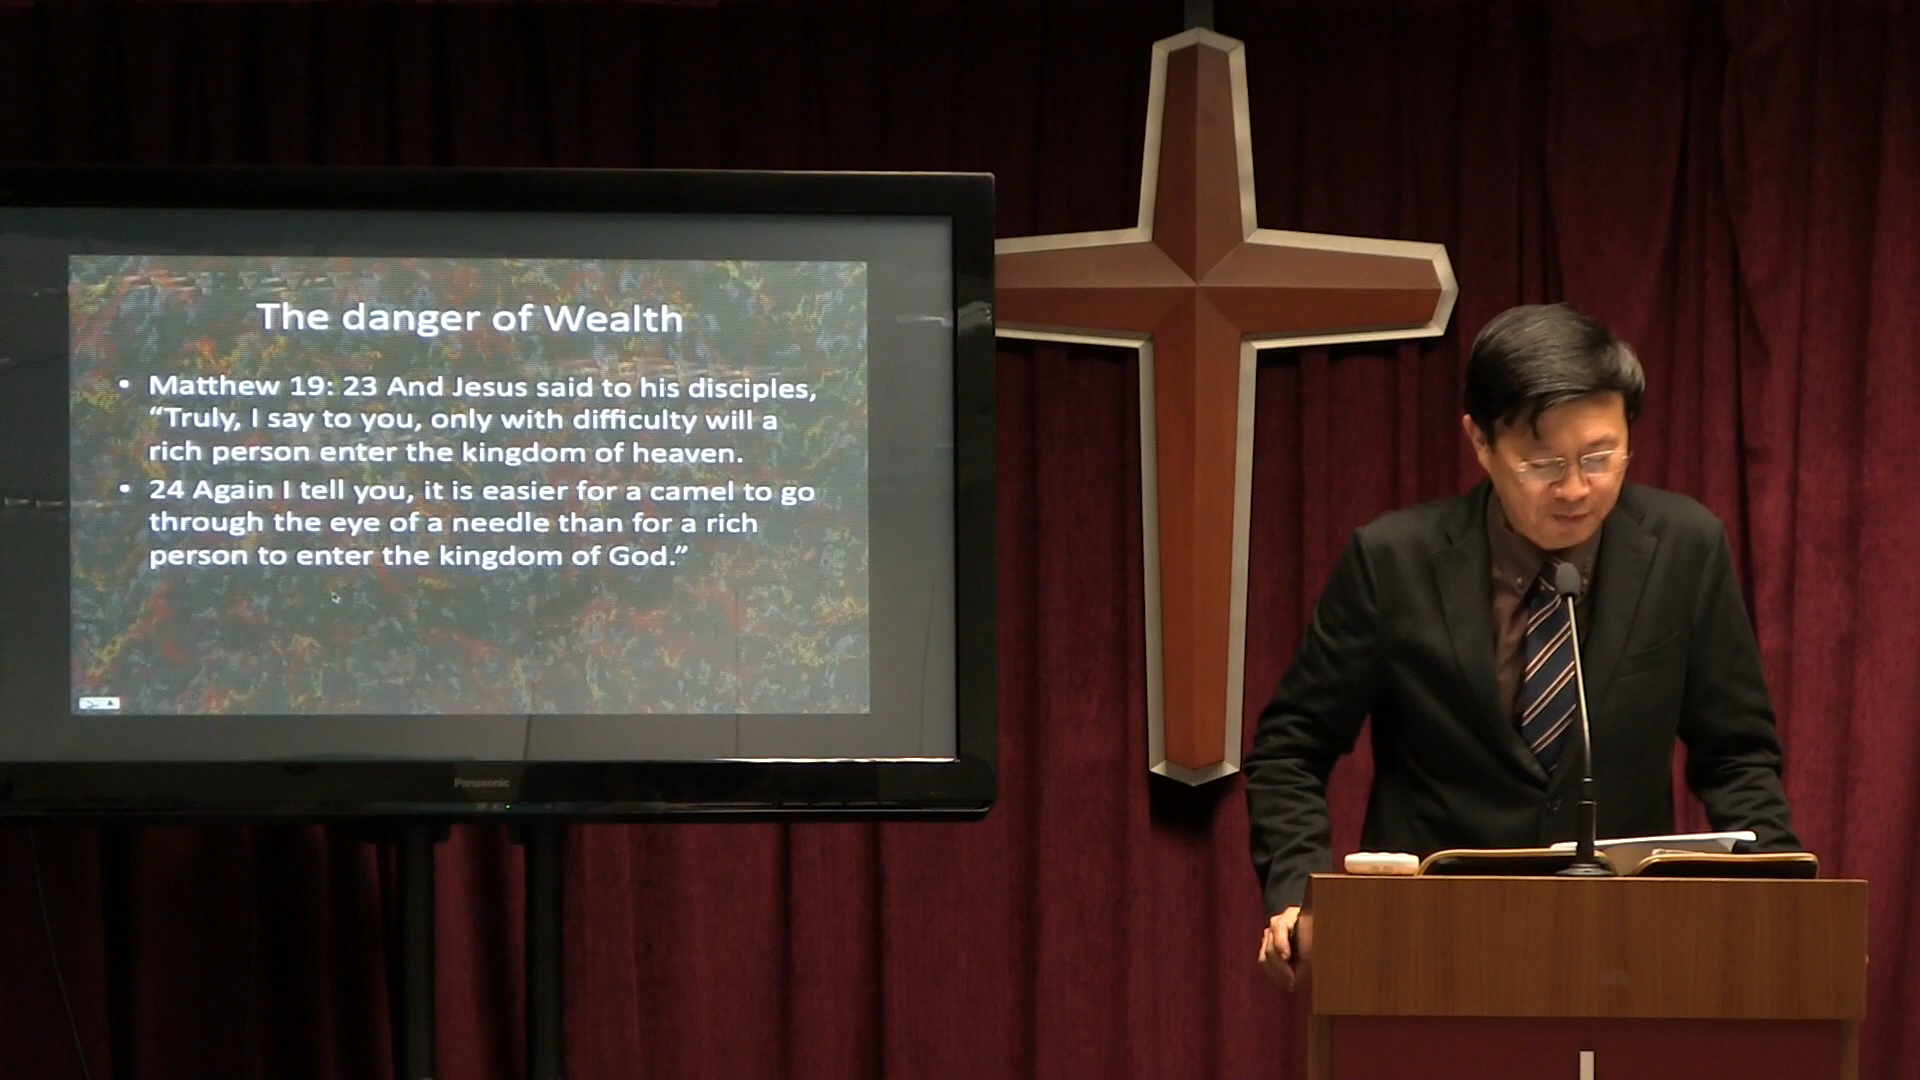 The danger of Wealth
• Matthew 19: 23 And Jesus said to his disciples,
“Truly, I say to you, only with difficulty will a
rich person enter the kingdom of heaven.
• 24 Again I tell you, it is easier for a camel to go
through the eye of a needle than for a rich
person to enter the kingdom of God.”
Panasonic